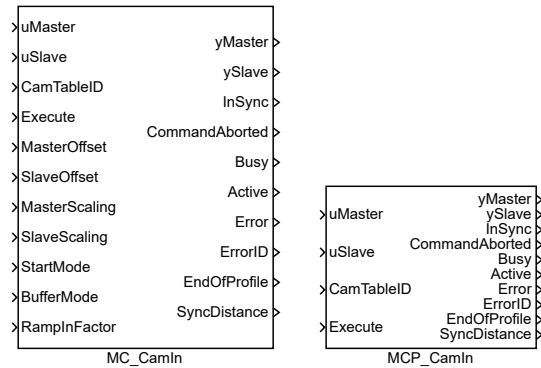 uMaster
uSlave
CamTableID
Execute
MasterOffset
SlaveOffset
MasterScaling
SlaveScaling
StartMode
BufferMode
RampInFactor
yMaster
ySlave
InSync
CommandAborted
Busy
Active
Error
ErrorID
EndOfProfile
SyncDistance
MC_CamIn
uMaster
uSlave
CamTableID
Execute
yMaster
ySlave
InSync
CommandAborted
Busy
Active
Error
ErrorID
EndOfProfile
SyncDistance
MCP_CamIn